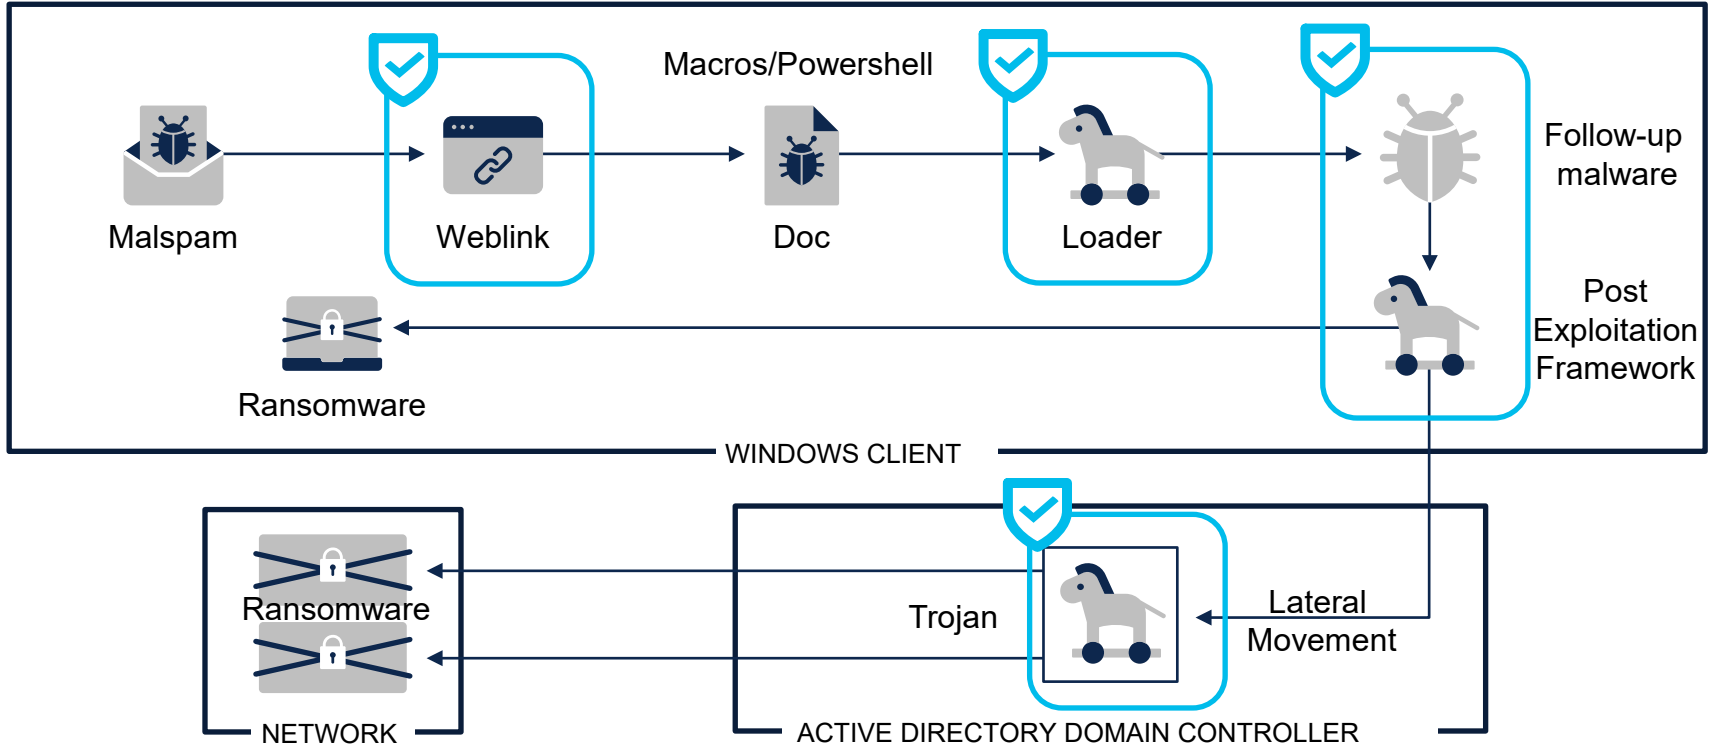 Macros/Powershell
Follow-up
malware
Malspam
Weblink
Doc
Loader
Post
Exploitation
Framework
Ransomware
WINDOWS CLIENT
Ransomware
Trojan
Lateral
Movement
NETWORK
ACTIVE DIRECTORY DOMAIN CONTROLLER